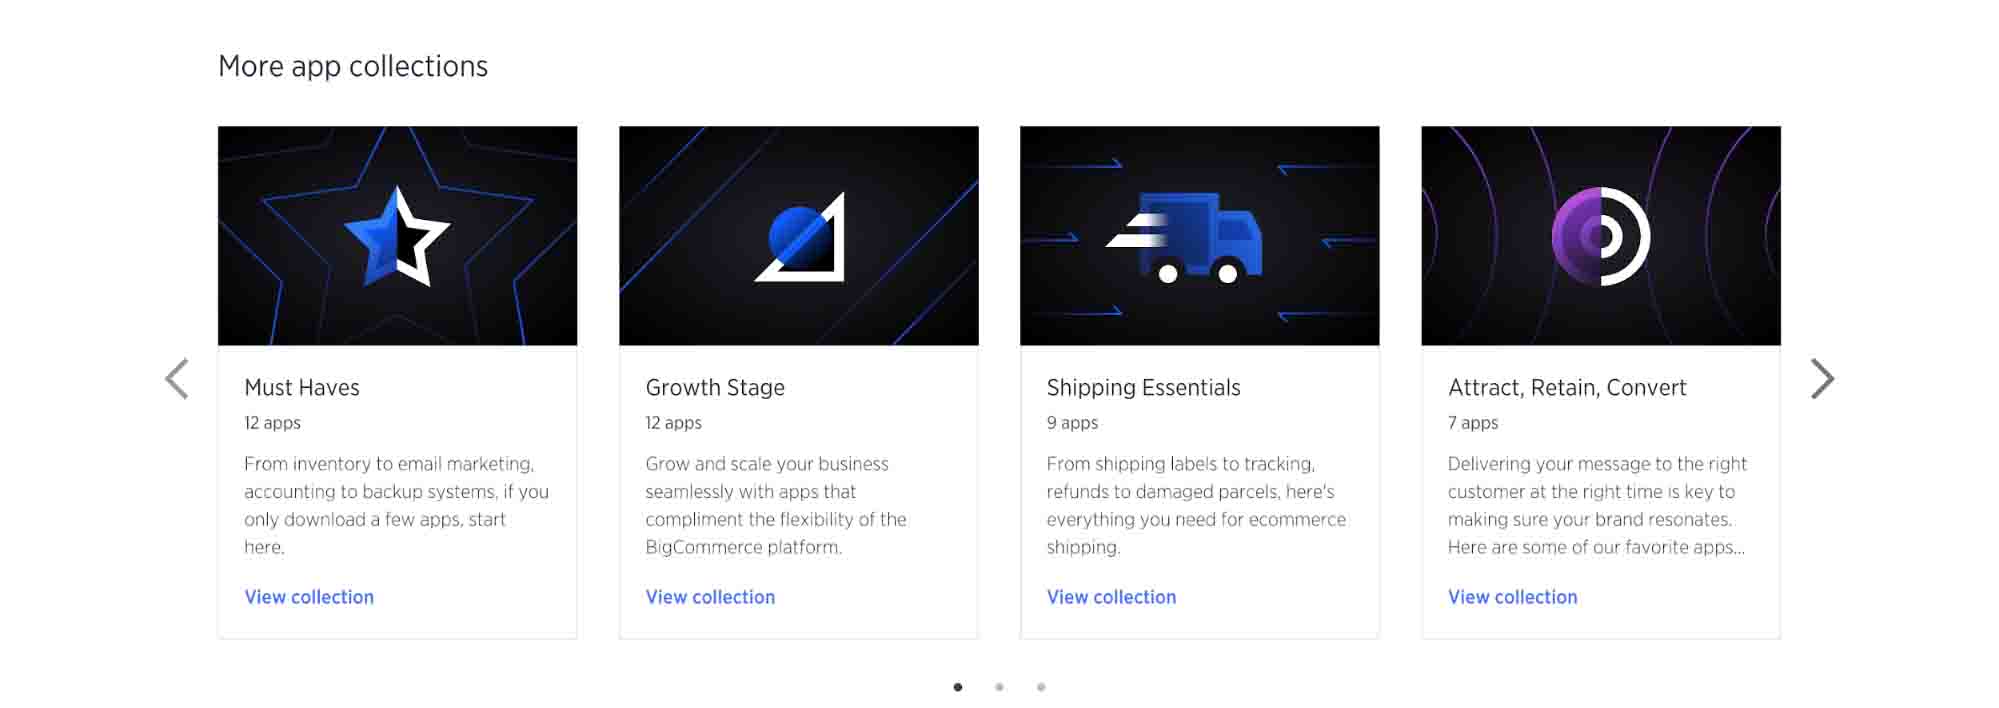 More app collections
Must Haves
12 apps
From inventory to email marketing,
accounting to backup systems, if you
only download a few apps, start
here.
View collection
Growth Stage
12 apps
Grow and scale your business
seamlessly with apps that
compliment the flexibility of the
BigCommerce platform.
View collection
Shipping Essentials
9 apps
From shipping labels to tracking,
refunds to damaged parcels, here's
everything you need for ecommerce
shipping.
View collection
Attract, Retain, Convert
7 apps
Delivering your message to the right
customer at the right time is key to
making sure your brand resonates.
Here are some of our favorite apps...
View collection